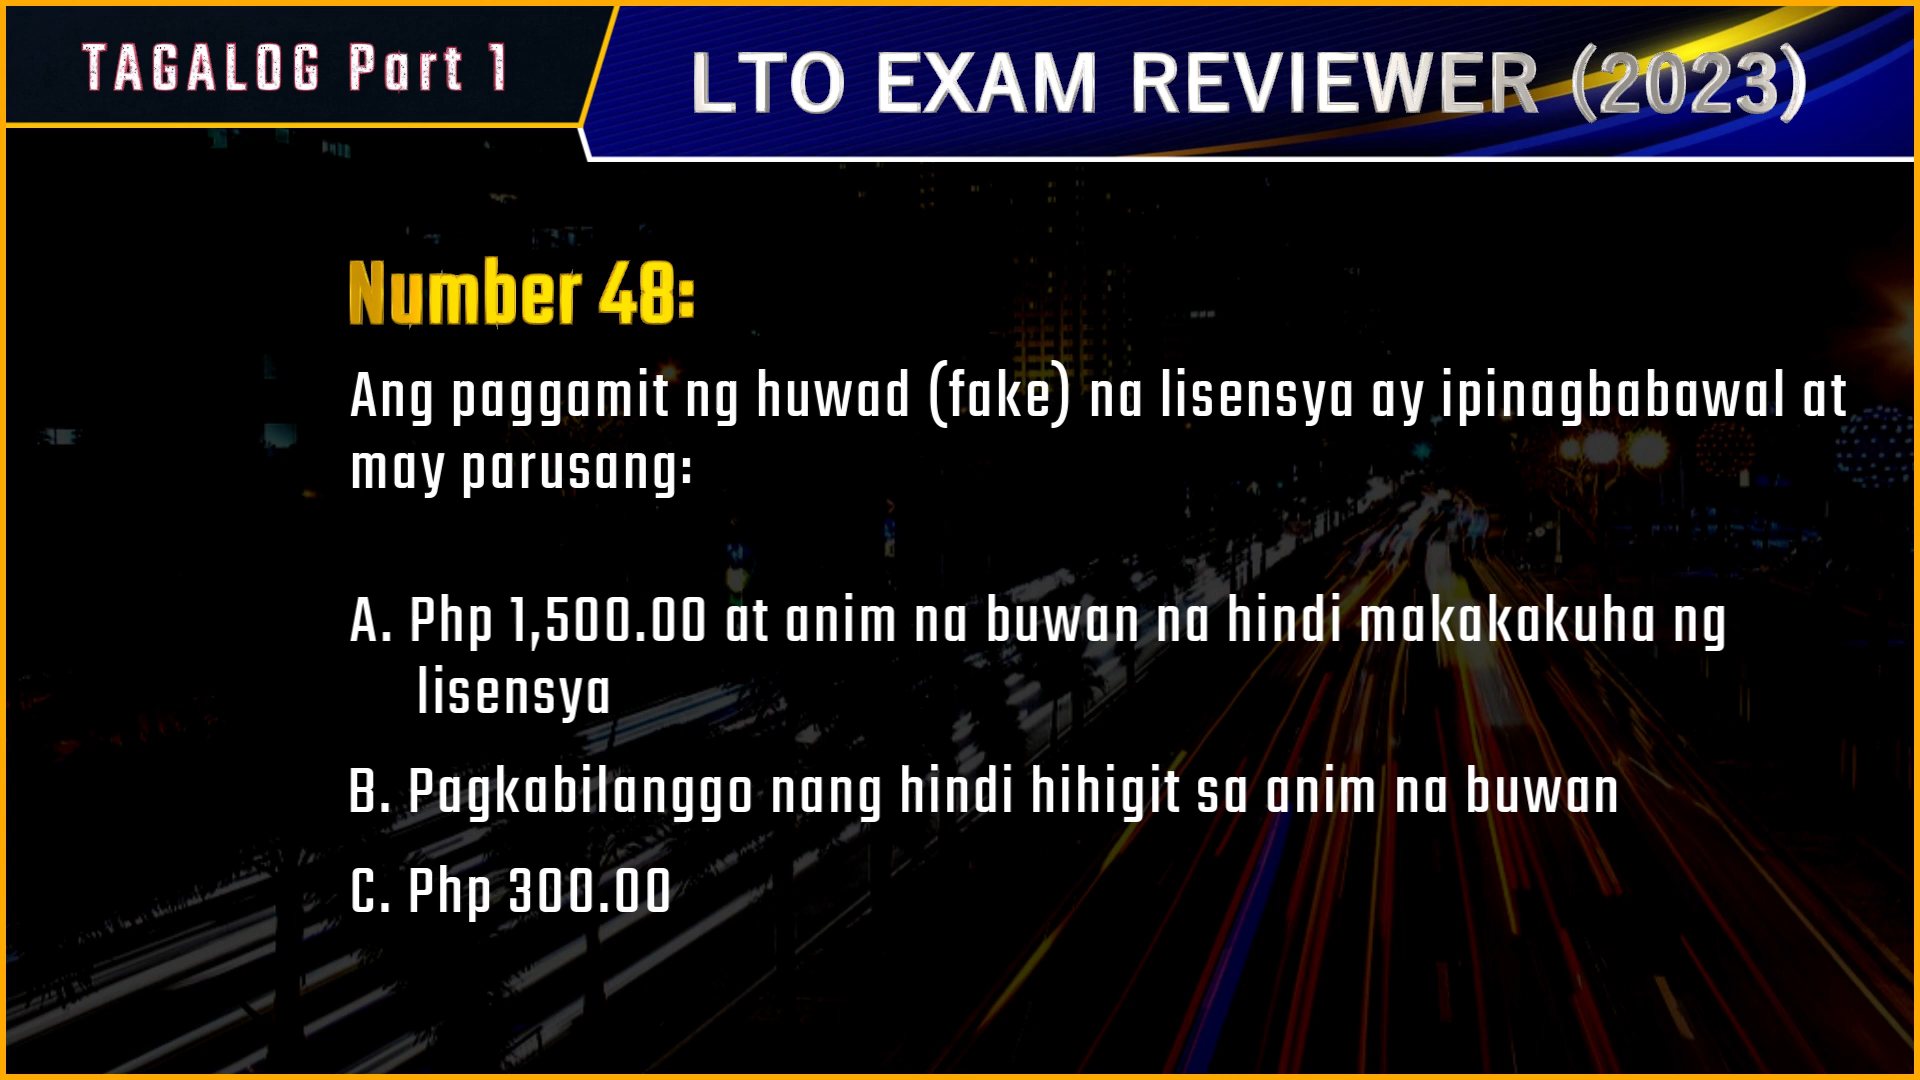 TAGALOG Part 1
LTO EXAM REVIEWER (2023)
Number 48:
Ang paggamit ng huwad (fake) na lisensya ay ipinagbabawal at
may parusang:
A. Php 1,500.00 at anim na buwan na hindi makakakuha ng
lisensya
B. Pagkabilanggo nang hindi hihigit sa anim na buwan
C. Php 300.00